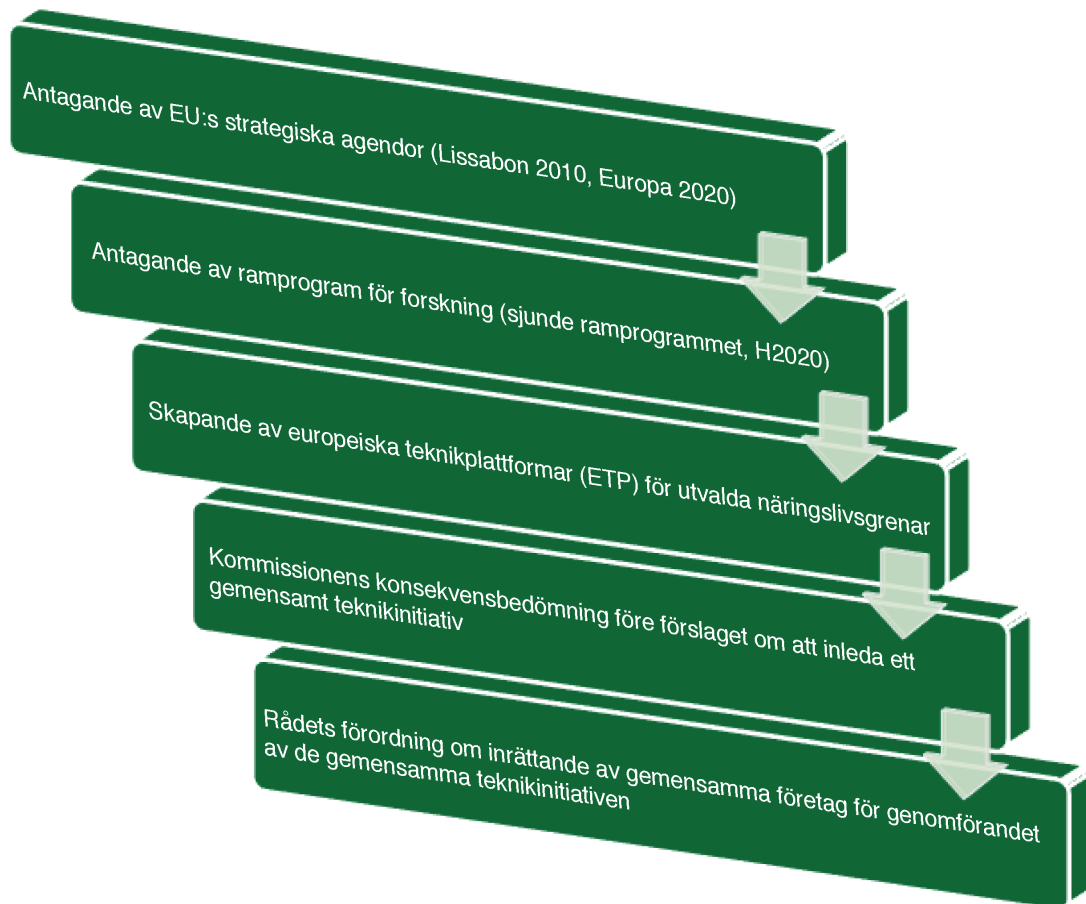 Antagande av EU:s strategiska agendor (Lissabon 2010, Europa 2020)
Antagande av ramprogram för forskning (sjunde ramprogrammet, H2020)
Skapande av europeiska teknikplattformar (ETP) för utvalda näringslivsgrenar
Kommissionens konsekvensbedömning före förslaget om att inleda ett
gemensamt teknikinitiativ
Rådets förordning om inrättande av gemensamma företag för genomförandet
av de gemensamma teknikinitiativen